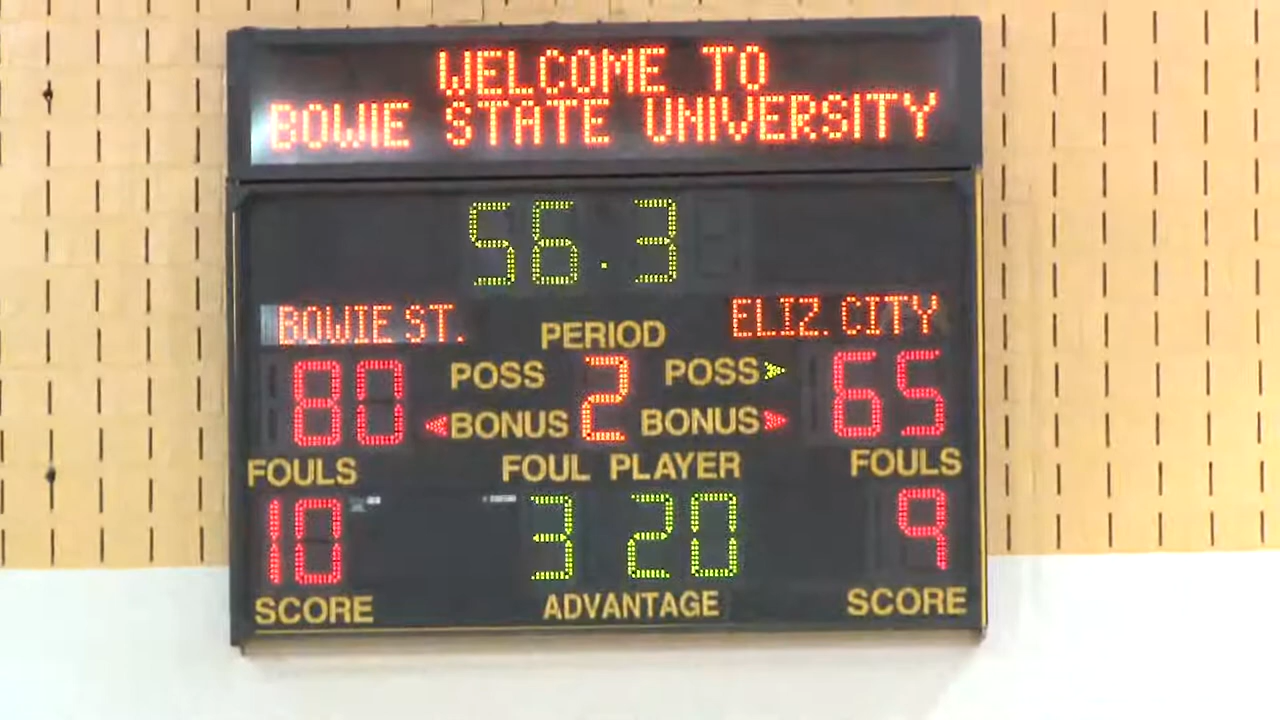 WELCOME TO
BOWIE STATE UNIVERSITY
56.3
BOWIE ST. ELIZ. CITY
PERIOD
80 POSS 2 POSS 65
BONUS BONUS
FOULS FOUL PLAYER FOULS
10 3 20 9
SCORE ADVANTAGE SCORE